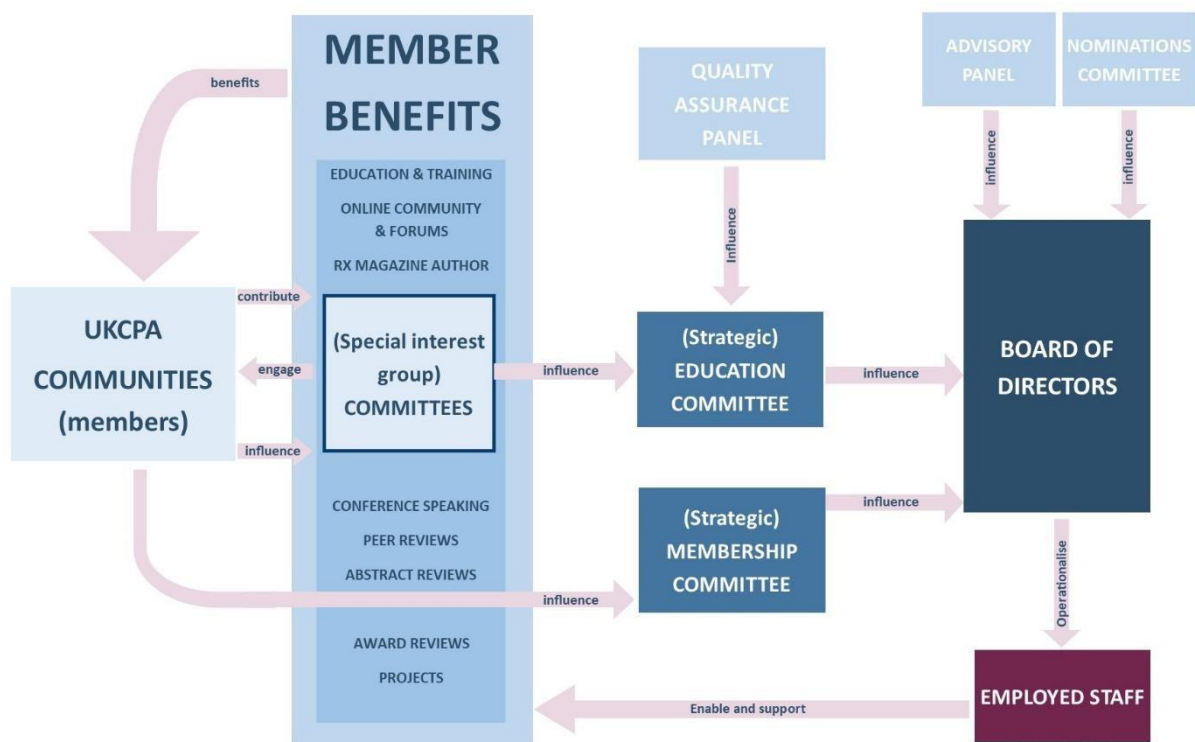 MEMBER
BENEFITS
benefits
EDUCATION & TRAINING
ONLINE COMMUNITY
& FORUMS
RX MAGAZINE AUTHOR
UKCPA
COMMUNITIES
(members)
contribute
engage
influence
(Special interest
group)
COMMITTEES
CONFERENCE SPEAKING
PEER REVIEWS
ABSTRACT REVIEWS
AWARD REVIEWS
PROJECTS
QUALITY
ASSURANCE
PANEL
Influence
influence
(Strategic)
EDUCATION
COMMITTEE
influence
influence
(Strategic)
MEMBERSHIP
COMMITTEE
influence
ADVISORY
PANEL
NOMINATIONS
COMMITTEE
influence
influence
BOARD OF
DIRECTORS
Operationalise
EMPLOYED STAFF
Enable and support